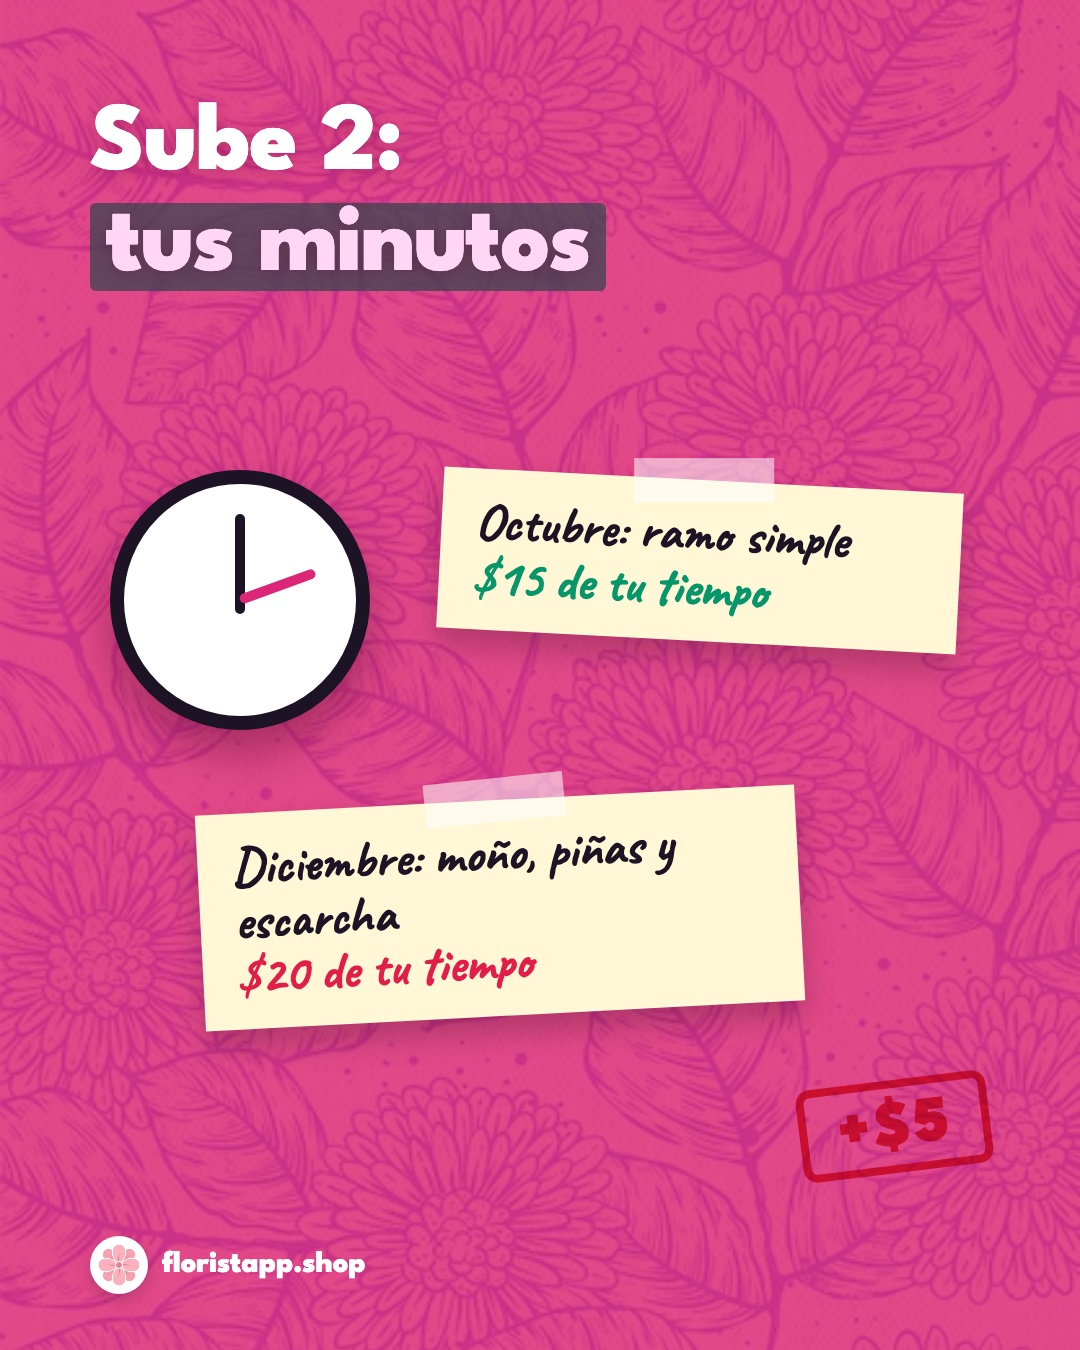 Sube 2:
tus minutos
Octubre: ramo simple
$15 de tu tiempo
Diciembre: moño, piñas y
escarcha
$20 de tu tiempo
+$5
floristapp.shop